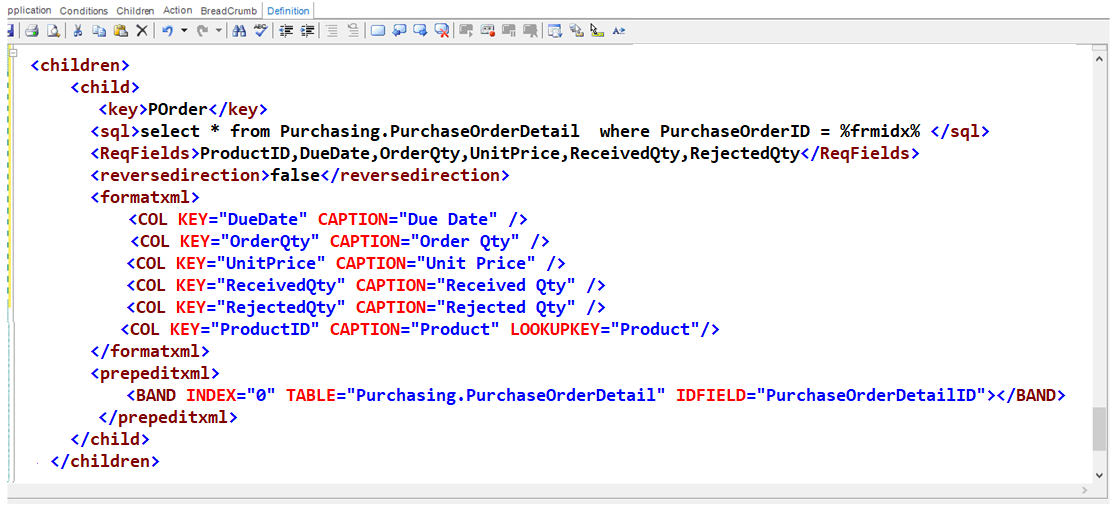 pplication Conditions Children Action BreadCrumb Definition
ABC
A≥
<children>
<child>
<key>POrder</key>
<sql>select * from Purchasing.PurchaseOrderDetail  where PurchaseOrderID = %frmidx% </sql>
<ReqFields>ProductID,DueDate,OrderQty,UnitPrice,ReceivedQty,RejectedQty</ReqFields>
<reversedirection>false</reversedirection>
<formatxml>
<COL KEY="DueDate" CAPTION="Due Date" />
<COL KEY="OrderQty" CAPTION="Order Qty" />
<COL KEY="UnitPrice" CAPTION="Unit Price" />
<COL KEY="ReceivedQty" CAPTION="Received Qty" />
<COL KEY="RejectedQty" CAPTION="Rejected Qty" />
<COL KEY="ProductID" CAPTION="Product" LOOKUPKEY="Product"/>
</formatxml>
<prepeditxml>
<BAND INDEX="0" TABLE="Purchasing.PurchaseOrderDetail" IDFIELD="PurchaseOrderDetailID"></BAND>
</prepeditxml>
</child>
</children>